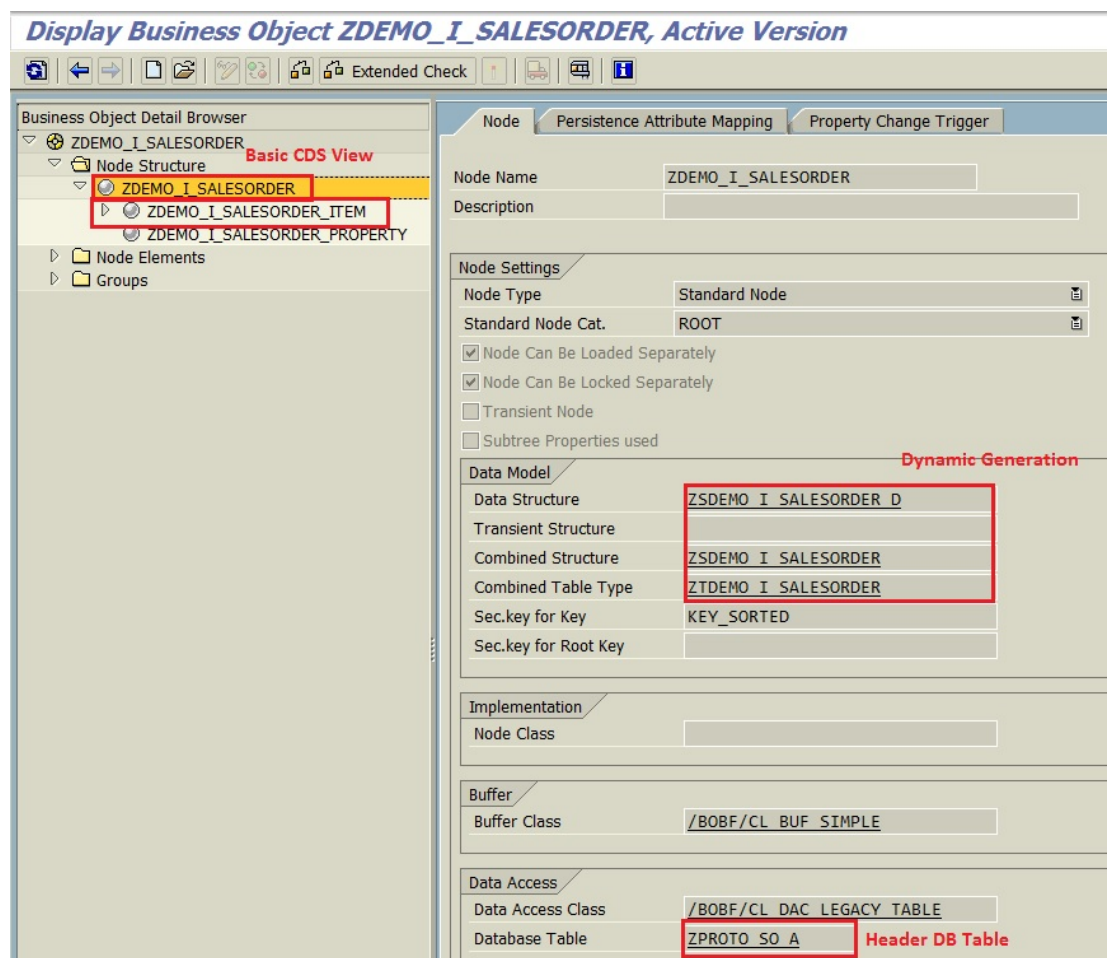 Display Business Object ZDEMO_I_SALESORDER, Active Version
Extended Check
Business Object Detail Browser
ZDEMO_I_SALESORDER
Basic CDS View
Node Structure
ZDEMO_I_SALESORDER
ZDEMO_I_SALESORDER_ITEM
ZDEMO_I_SALESORDER_PROPERTY
Node Elements
Groups
Node Persistence Attribute Mapping Property Change Trigger
Node Name ZDEMO_I_SALESORDER
Description
Node Settings
Node Type Standard Node
Standard Node Cat. ROOT
Node Can Be Loaded Separately
Node Can Be Locked Separately
Transient Node
Subtree Properties used
Dynamic Generation
Data Model
Data Structure ZSDEMO_I_SALESORDER_D
Transient Structure
Combined Structure ZSDEMO_I_SALESORDER
Combined Table Type ZTDEMO_I_SALESORDER
Sec.key for Key KEY_SORTED
Sec.key for Root Key
Implementation
Node Class
Buffer
Buffer Class /BOBF/CL_BUF_SIMPLE
Data Access
Data Access Class /BOBF/CL_DAC_LEGACY_TABLE
Database Table ZPROTO_SO_A Header DB Table